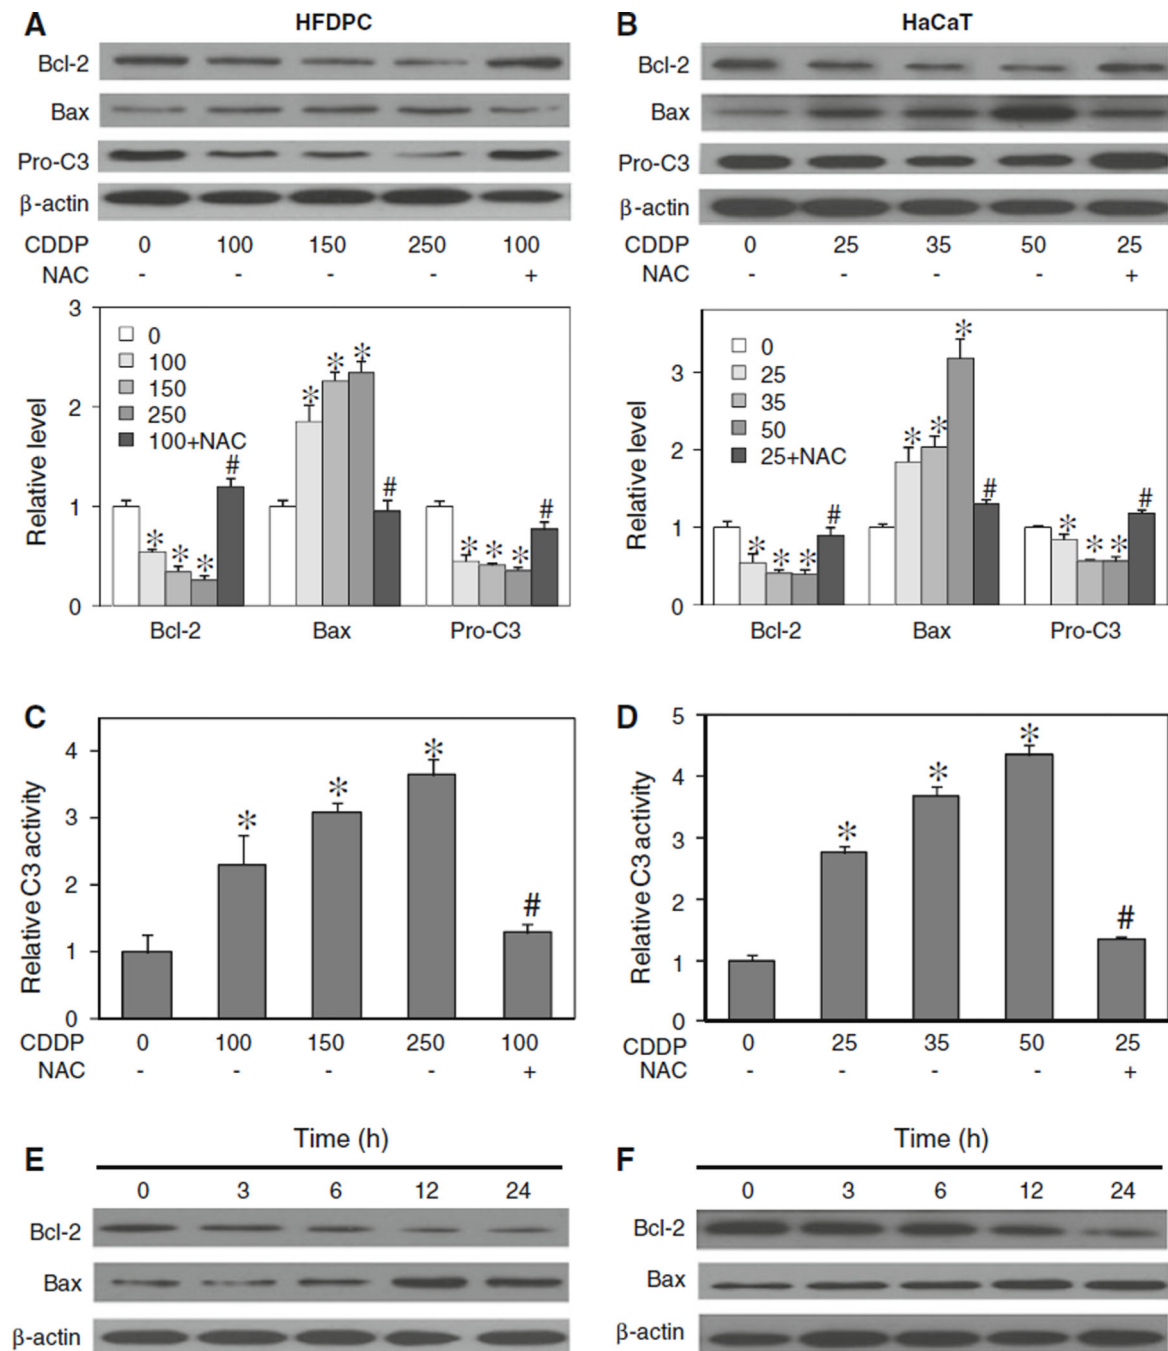 A HFDPC
Bcl-2
Bax
Pro-C3
β-actin
CDDP 0 100 150 250 100
NAC - - - - +
3
2
1
0
Relative level
0
100
150
250
100+NAC
* * * #
* * * #
* * * #
Bcl-2 Bax Pro-C3
B HaCaT
Bcl-2
Bax
Pro-C3
β-actin
CDDP 0 25 35 50 25
NAC - - - - +
3
2
1
0
Relative level
0
25
35
50
25+NAC
* * * #
* * * #
* * * #
Bcl-2 Bax Pro-C3
C
4
3
2
1
0
Relative C3 activity
* * * #
CDDP 0 100 150 250 100
NAC - - - - +
D
5
4
3
2
1
0
Relative C3 activity
* * * #
CDDP 0 25 35 50 25
NAC - - - - +
E Time (h)
0 3 6 12 24
Bcl-2
Bax
β-actin
F Time (h)
0 3 6 12 24
Bcl-2
Bax
β-actin